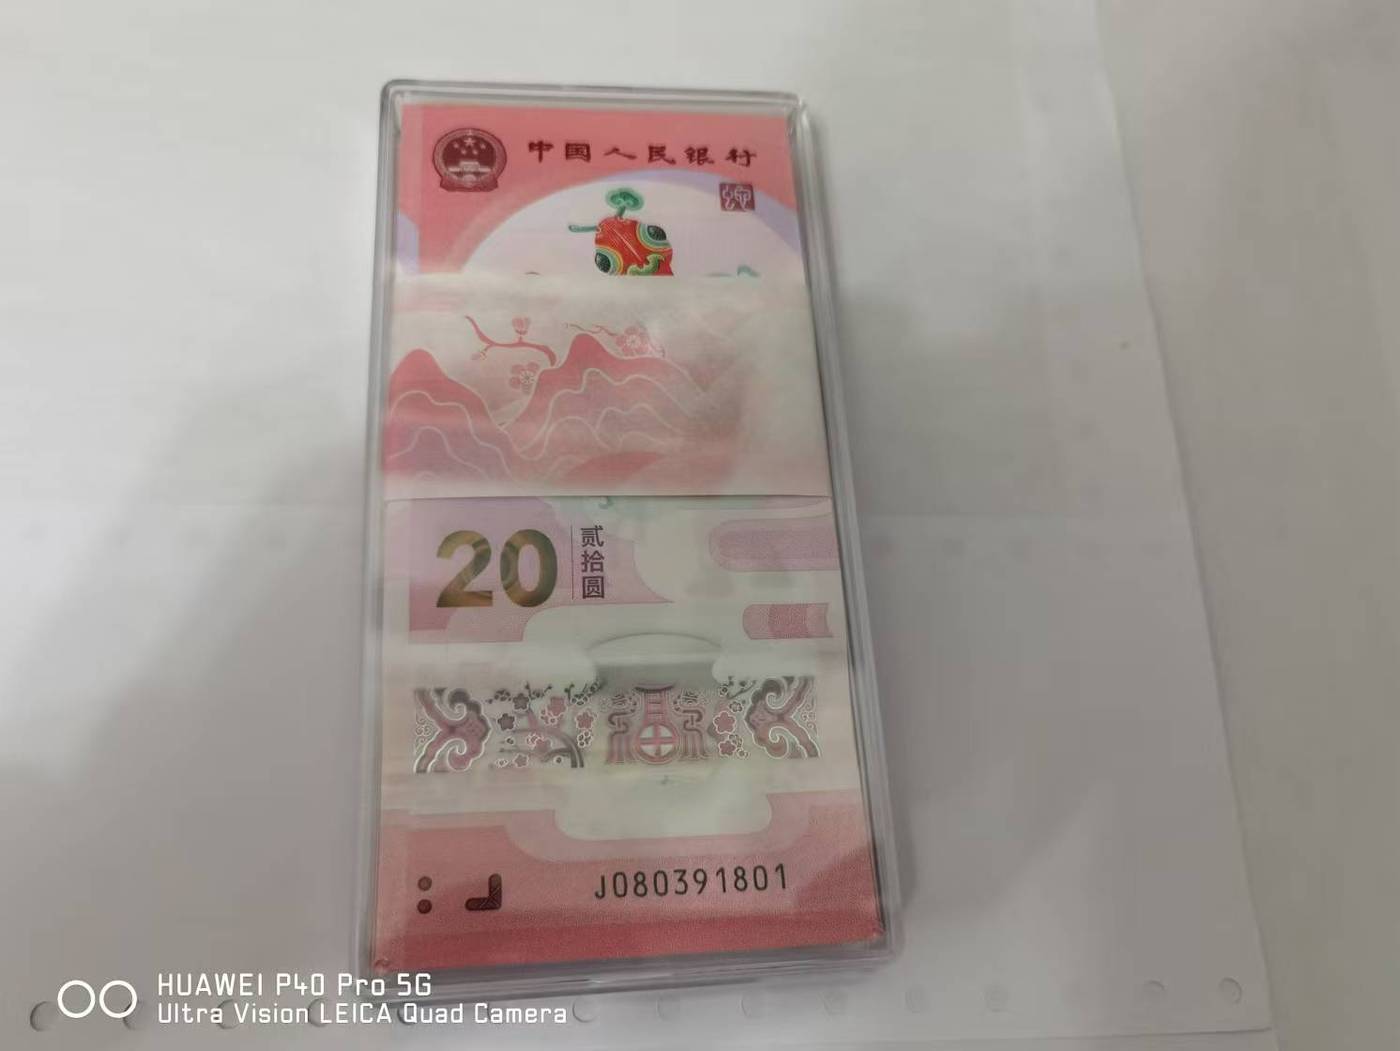 中国人民银行
20 贰拾圆
J080391801
HUAWEI P40 Pro 5G
Ultra Vision LEICA Quad Camera